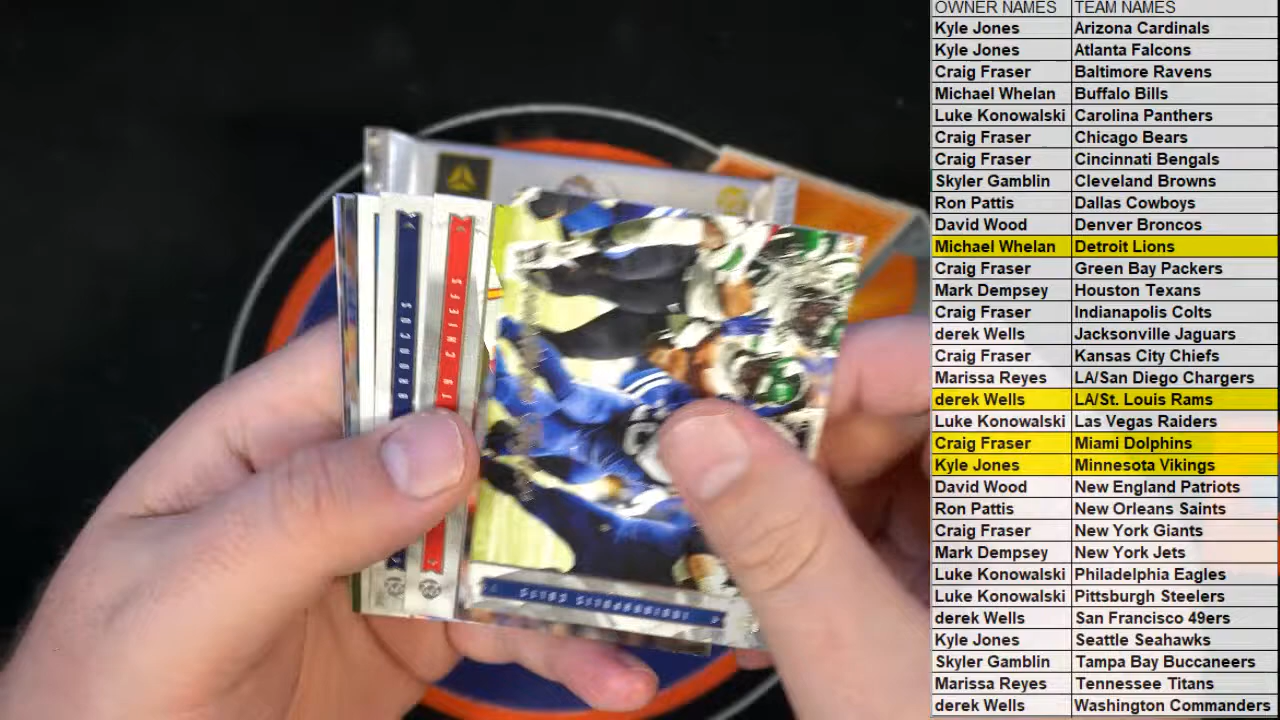 OWNER NAMES TEAM NAMES
Kyle Jones Arizona Cardinals
Kyle Jones Atlanta Falcons
Craig Fraser Baltimore Ravens
Michael Whelan Buffalo Bills
Luke Konowalski Carolina Panthers
Craig Fraser Chicago Bears
Craig Fraser Cincinnati Bengals
Skyler Gamblin Cleveland Browns
Ron Pattis Dallas Cowboys
David Wood Denver Broncos
Michael Whelan Detroit Lions
Craig Fraser Green Bay Packers
Mark Dempsey Houston Texans
Craig Fraser Indianapolis Colts
derek Wells Jacksonville Jaguars
Craig Fraser Kansas City Chiefs
Marissa Reyes LA/San Diego Chargers
derek Wells LA/St. Louis Rams
Luke Konowalski Las Vegas Raiders
Craig Fraser Miami Dolphins
Kyle Jones Minnesota Vikings
David Wood New England Patriots
Ron Pattis New Orleans Saints
Craig Fraser New York Giants
Mark Dempsey New York Jets
Luke Konowalski Philadelphia Eagles
Luke Konowalski Pittsburgh Steelers
derek Wells San Francisco 49ers
Kyle Jones Seattle Seahawks
Skyler Gamblin Tampa Bay Buccaneers
Marissa Reyes Tennessee Titans
derek Wells Washington Commanders